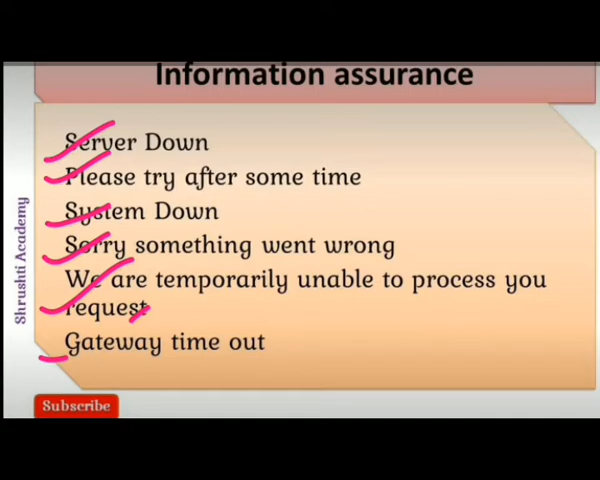 Information assurance
Server Down
Please try after some time
System Down
Sorry something went wrong
We are temporarily unable to process you
request
Gateway time out
Shrushti Academy
Subscribe